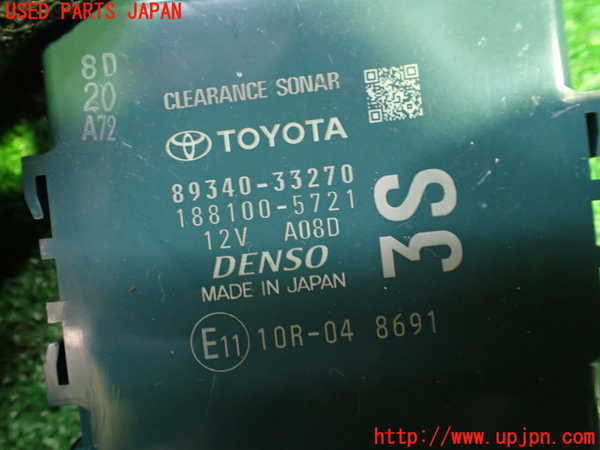 USED PARTS JAPAN
8D
20
A72
CLEARANCE SONAR
TOYOTA
89340-33270
188100-5721
12V A08D
DENSO
MADE IN JAPAN
3S
E11 10R-04 8691
http://www.upjpn.com